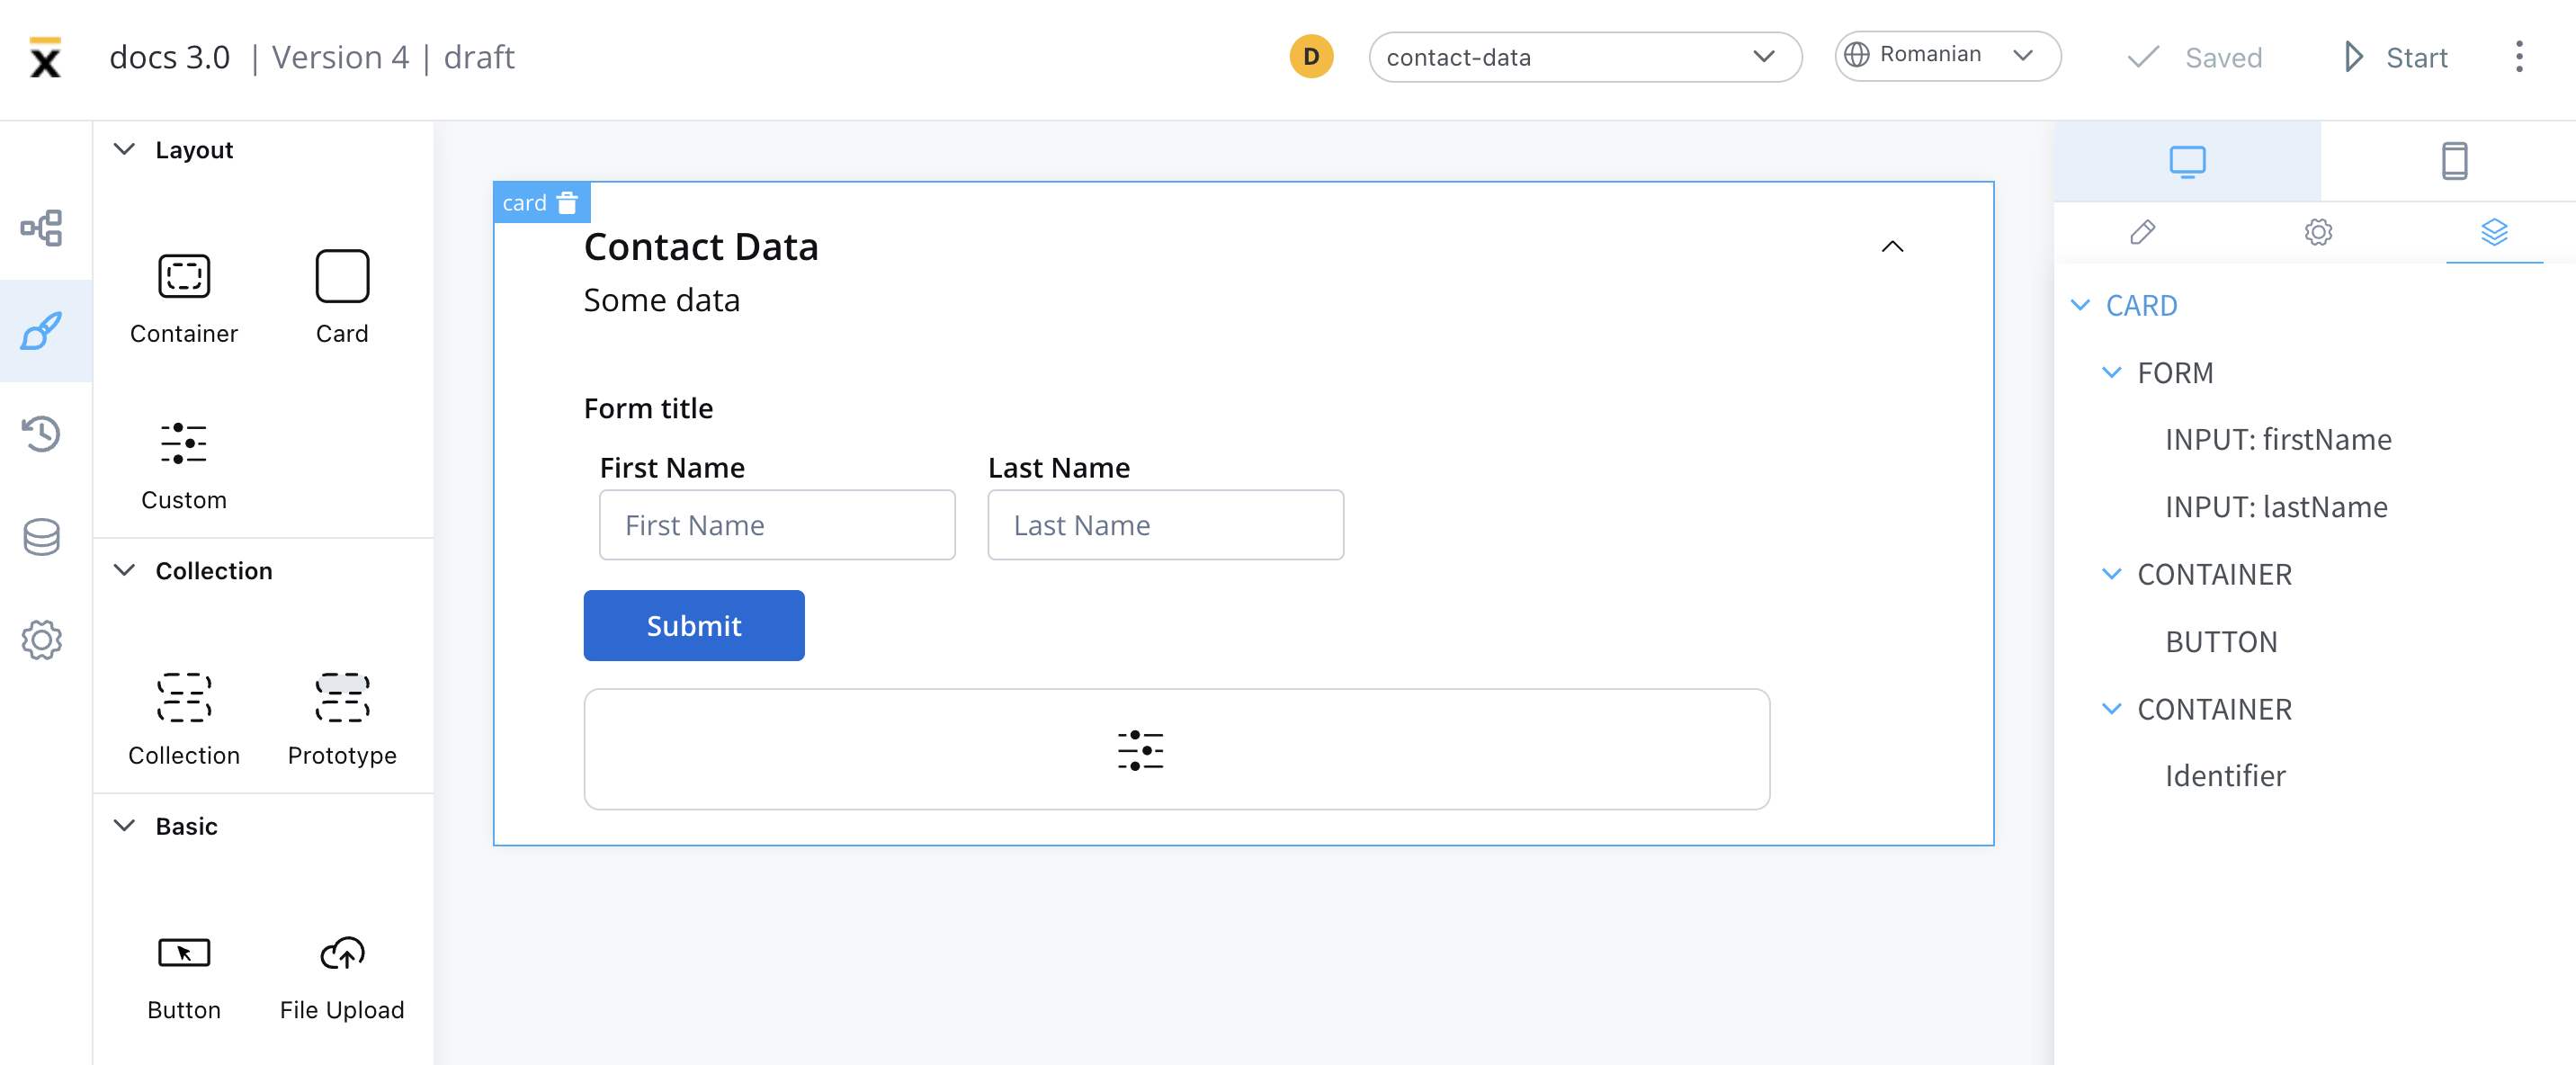 docs 3.0 | Version 4 | draft
D
contact-data
Romanian
Saved
Start
Layout
Container
Card
Custom
Collection
Collection
Prototype
Basic
Button
File Upload
card
Contact Data
Some data
Form title
First Name
Last Name
First Name
Last Name
Submit
CARD
FORM
INPUT: firstName
INPUT: lastName
CONTAINER
BUTTON
CONTAINER
Identifier